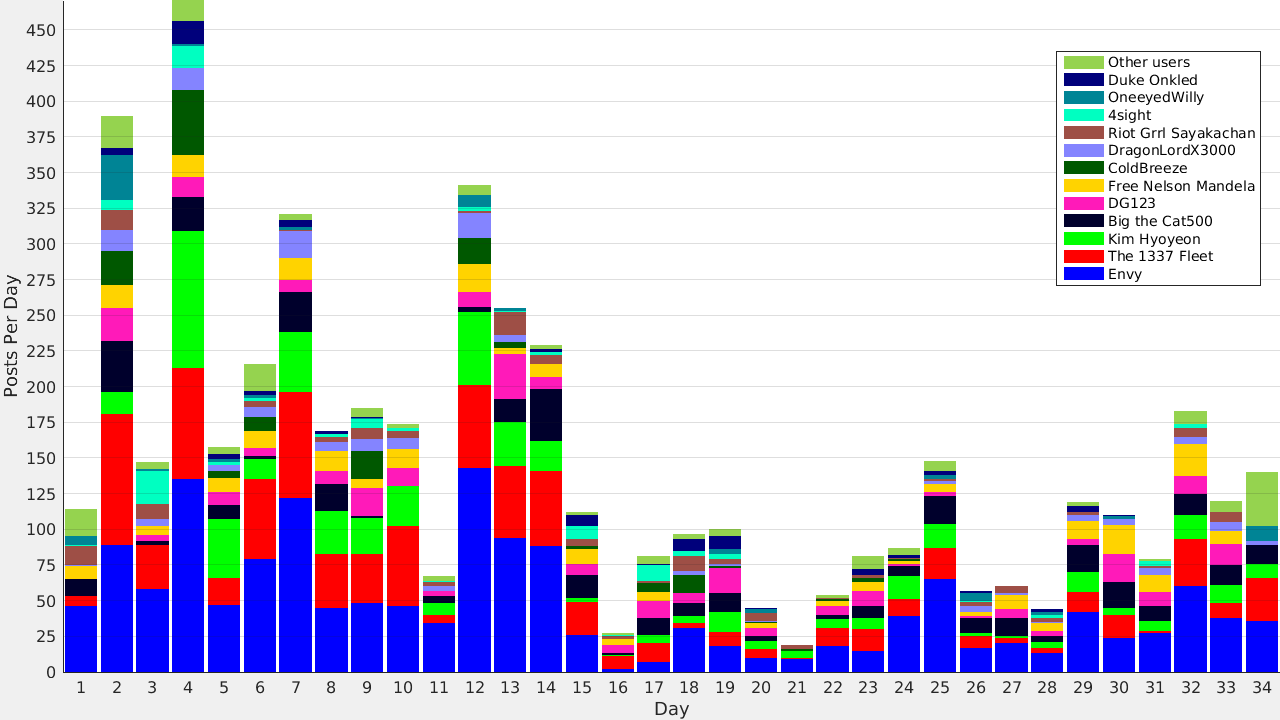 Posts Per Day
450
425
400
375
350
325
300
275
250
225
200
175
150
125
100
75
50
25
0
Other users
Duke Onkled
OneeyedWilly
4sight
Riot Grrl Sayakachan
DragonLordX3000
ColdBreeze
Free Nelson Mandela
DG123
Big the Cat500
Kim Hyoyeon
The 1337 Fleet
Envy
1 2 3 4 5 6 7 8 9 10 11 12 13 14 15 16 17 18 19 20 21 22 23 24 25 26 27 28 29 30 31 32 33 34
Day